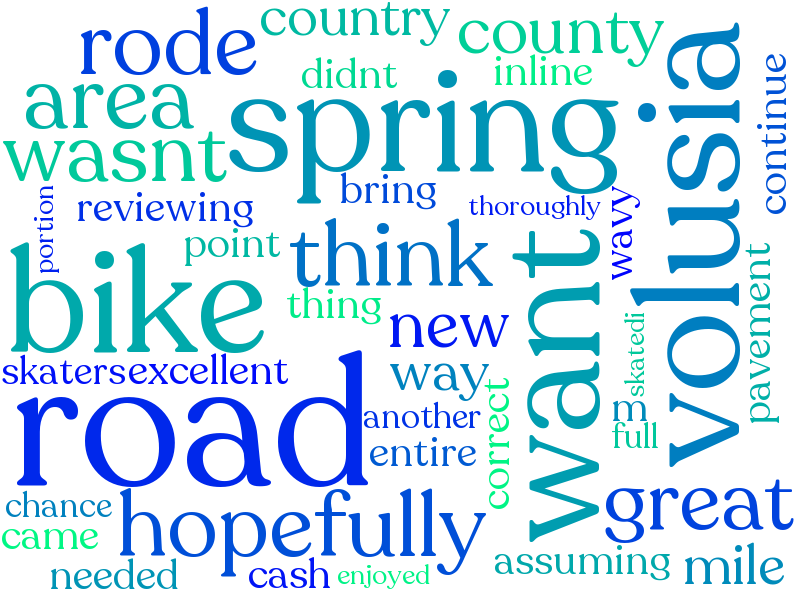 rode
country
county
area
didnt
inline
wasnt
spring
volusia
continue
portion
reviewing
bring
thoroughly
wavy
point
think
want
bike
thing
new
skatedi
pavement
skaters
excellent
way
m
road
another
correct
full
entire
chance
came
hopefully
great
needed
cash
enjoyed
assuming
mile